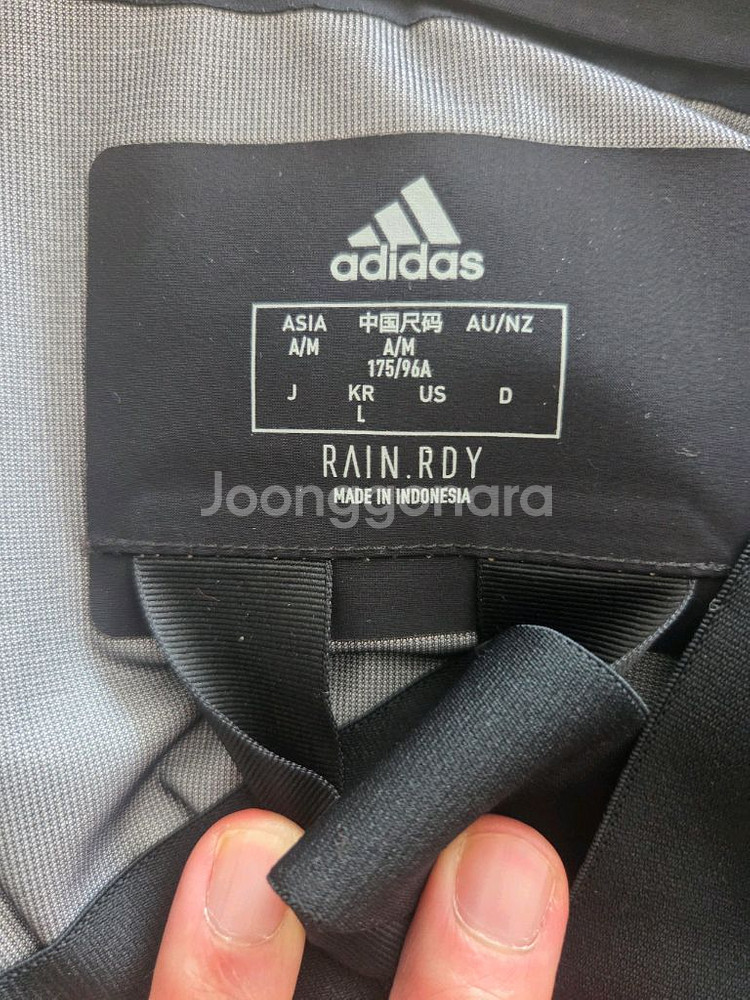 adidas
ASIA 中国尺码 AU/NZ
A/M A/M
175/96A
J KR US D
L
RAIN.RDY
MADE IN INDONESIA
Joonggonara